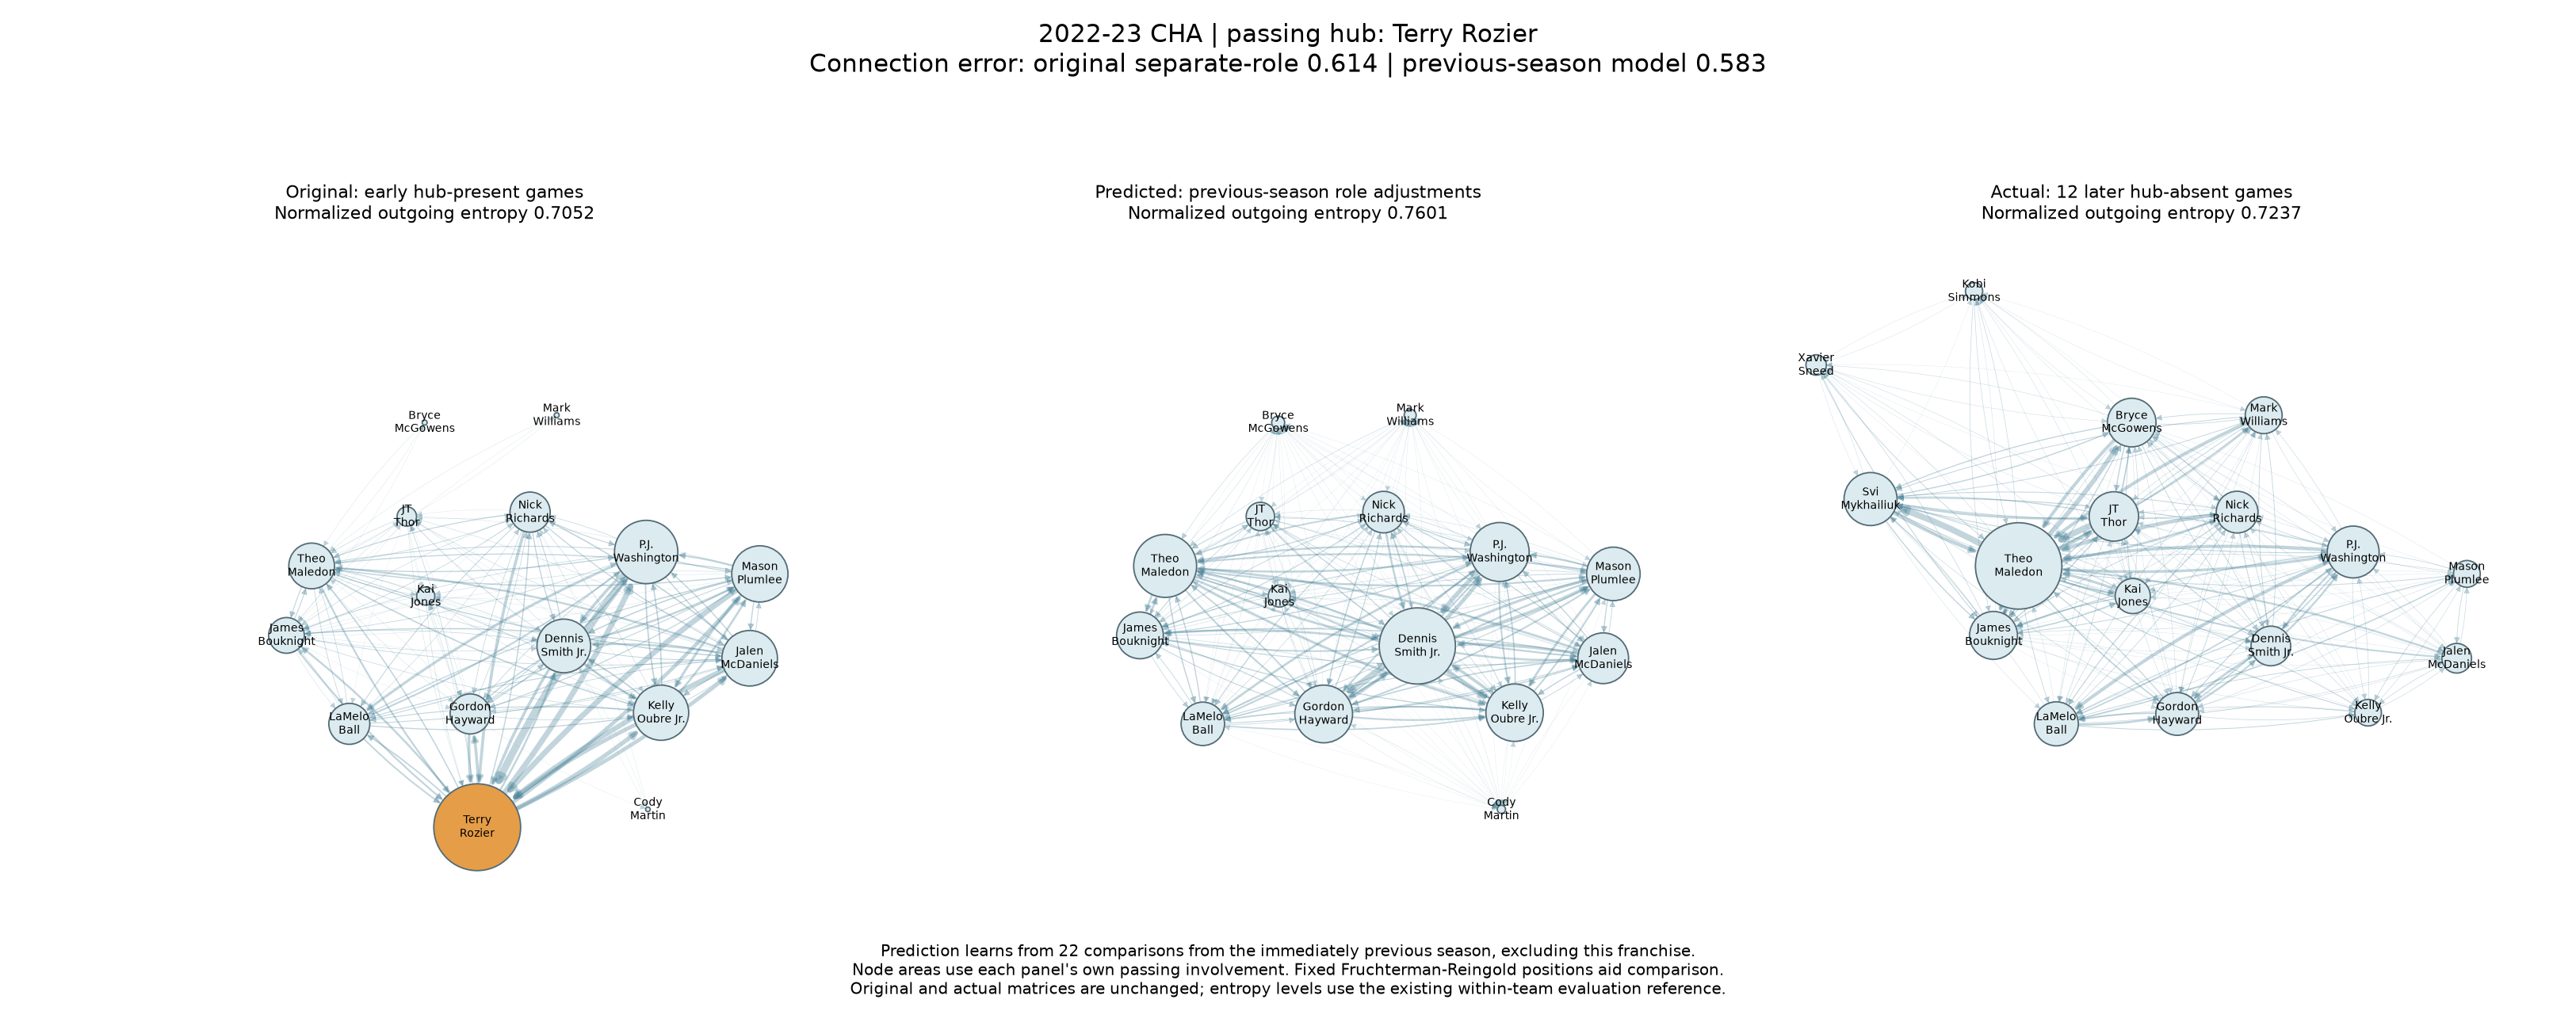 2022-23 CHA | passing hub: Terry Rozier
Connection error: original separate-role 0.614 | previous-season model 0.583
Original: early hub-present games
Normalized outgoing entropy 0.7052
Bryce
McGowens
Mark
Williams
JT
Thor
Nick
Richards
P.J.
Washington
Theo
Maledon
Mason
Plumlee
Kai
Jones
James
Bouknight
Dennis
Smith Jr.
Jalen
McDaniels
LaMelo
Ball
Gordon
Hayward
Kelly
Oubre Jr.
Terry
Rozier
Cody
Martin
Predicted: previous-season role adjustments
Normalized outgoing entropy 0.7601
Bryce
McGowens
Mark
Williams
JT
Thor
Nick
Richards
P.J.
Washington
Theo
Maledon
Mason
Plumlee
Kai
Jones
James
Bouknight
Dennis
Smith Jr.
Jalen
McDaniels
LaMelo
Ball
Gordon
Hayward
Kelly
Oubre Jr.
Cody
Martin
Actual: 12 later hub-absent games
Normalized outgoing entropy 0.7237
Kobi
Simmons
Xavier
Sneed
Bryce
McGowens
Mark
Williams
Svi
Mykhailiuk
JT
Thor
Nick
Richards
P.J.
Washington
Theo
Maledon
Mason
Plumlee
Kai
Jones
James
Bouknight
Dennis
Smith Jr.
Jalen
McDaniels
LaMelo
Ball
Gordon
Hayward
Kelly
Oubre Jr.
Prediction learns from 22 comparisons from the immediately previous season, excluding this franchise.
Node areas use each panel's own passing involvement. Fixed Fruchterman-Reingold positions aid comparison.
Original and actual matrices are unchanged; entropy levels use the existing within-team evaluation reference.